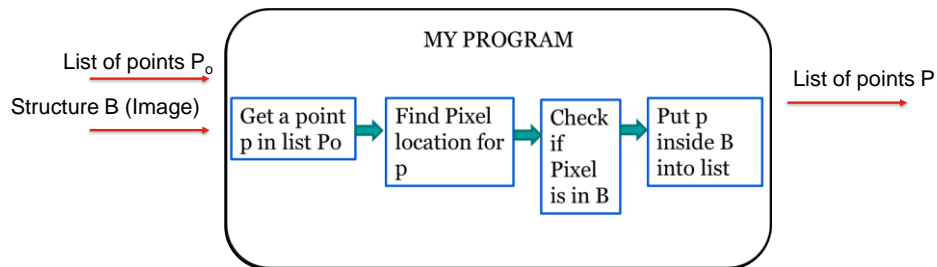 MY PROGRAM
List of points Po
Structure B (Image)
Get a point
p in list Po
Find Pixel
location for
p
Check
if
Pixel
is in B
Put p
inside B
into list
List of points P